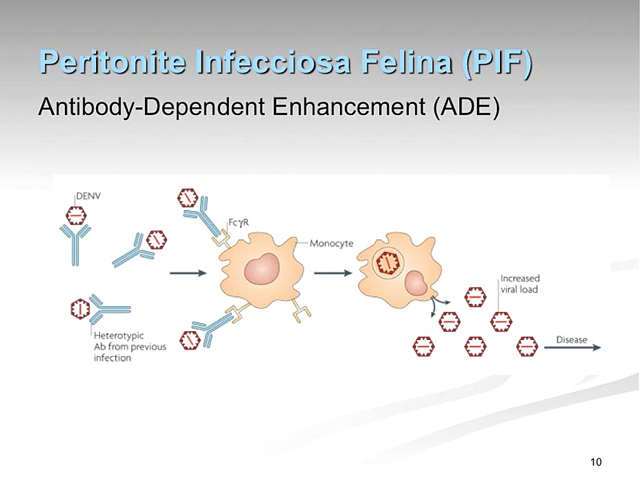 Peritonite Infecciosa Felina (PIF)
Antibody-Dependent Enhancement (ADE)
DENV
FcγR
Monocyte
Heterotypic
Ab from previous
infection
Increased
viral load
Disease
10